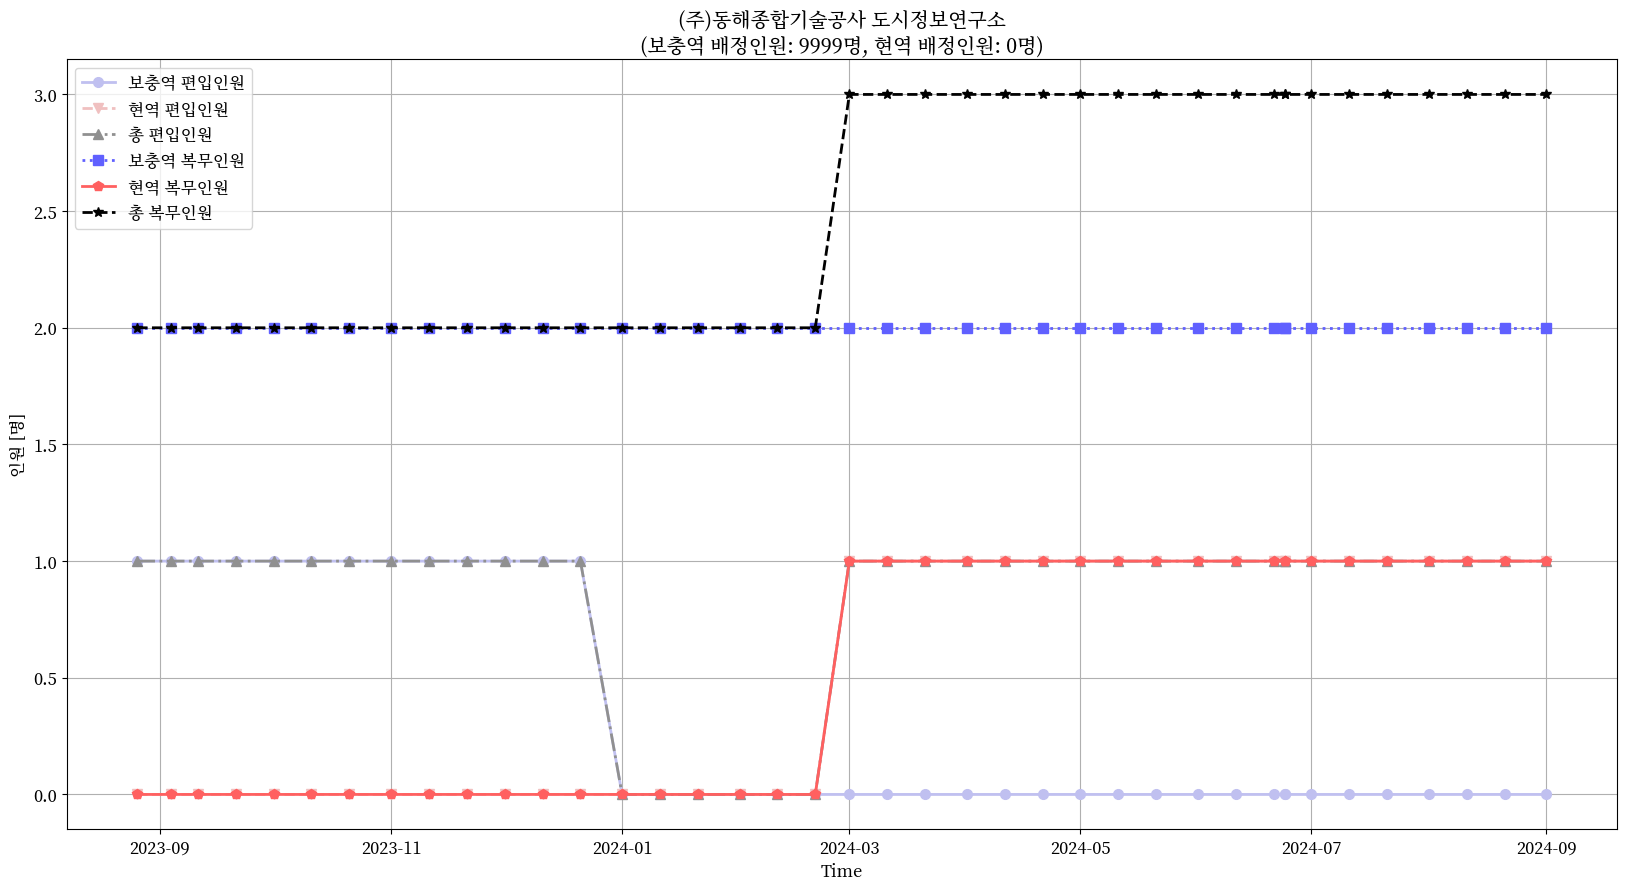 (주)동해종합기술공사 도시정보연구소
(보충역 배정인원: 9999명, 현역 배정인원: 0명)
보충역 편입인원
현역 편입인원
총 편입인원
보충역 복무인원
현역 복무인원
총 복무인원
3.0
2.5
2.0
1.5
1.0
0.5
0.0
인원 [명]
2023-09
2023-11
2024-01
2024-03
2024-05
2024-07
2024-09
Time